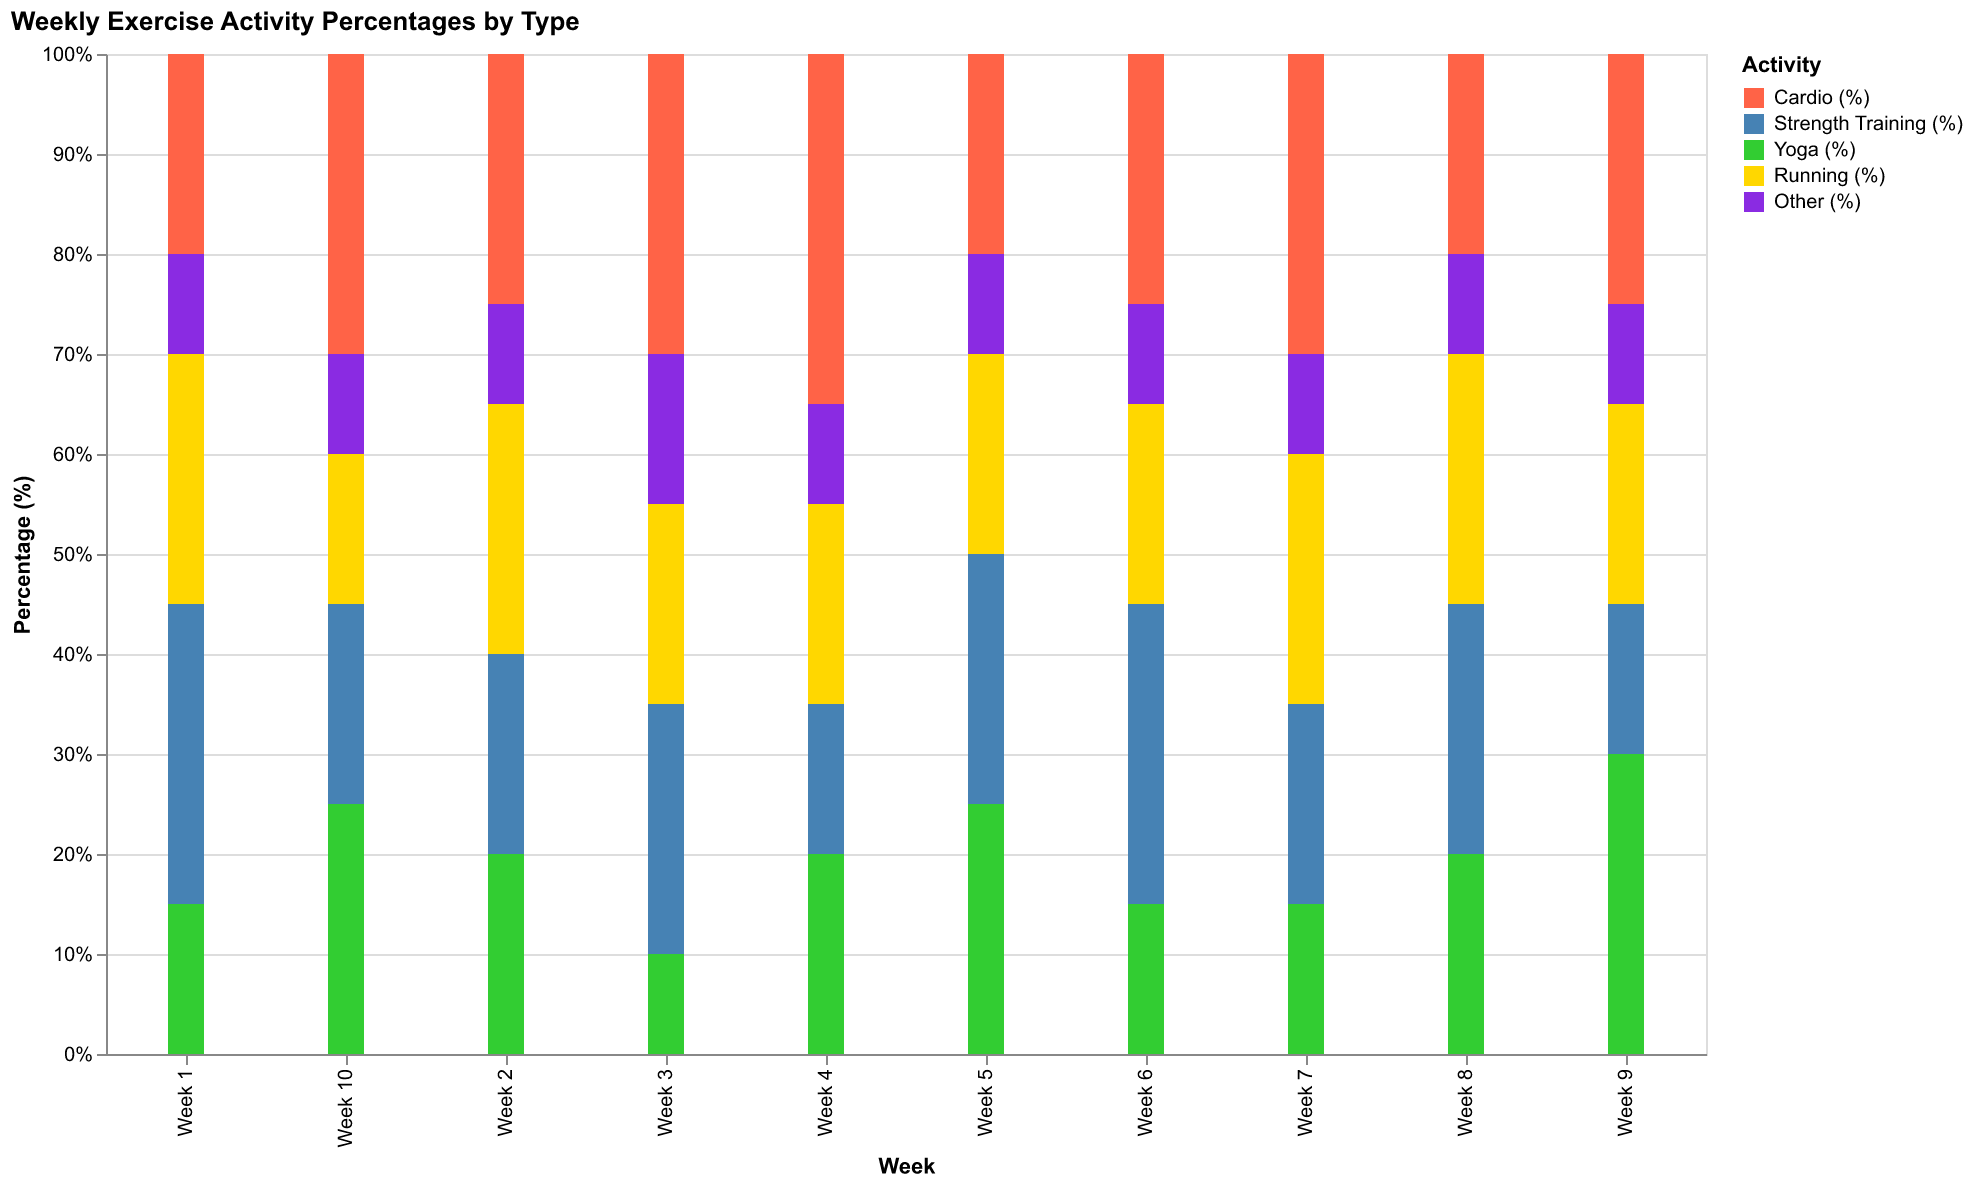 Weekly Exercise Activity Percentages by Type
Activity
Cardio (%)
Strength Training (%)
Yoga (%)
Running (%)
Other (%)
Percentage (%)
100%
90%
80%
70%
60%
50%
40%
30%
20%
10%
0%
Week 1
Week 10
Week 2
Week 3
Week 4
Week 5
Week 6
Week 7
Week 8
Week 9
Week